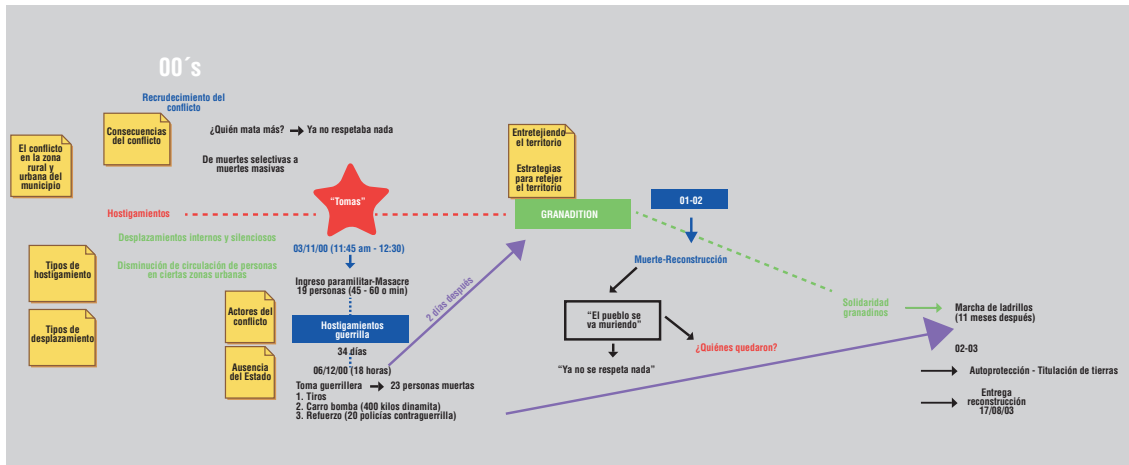 00´s
Recrudecimiento del
conflicto
Consecuencias
del conflicto
¿Quién mata más?
Ya no respetaba nada
El conflicto
en la zona
rural y
urbana del
municipio
De muertes selectivas a
muertes masivas
Entretejiendo
el territorio
Estrategias
para retejer
el territorio
"Tomas"
01-02
Hostigamientos
GRANADITION
Desplazamientos internos y silenciosos
03/11/00 (11:45 am - 12:30)
Muerte-Reconstrucción
Tipos de
hostigamiento
Disminución de circulación de personas
en ciertas zonas urbanas
Ingreso paramilitar-Masacre
19 personas (45 - 60 o min)
2 días después
Actores del
conflicto
Hostigamientos
guerrilla
"El pueblo se
va muriendo"
Solidaridad
granadinos
Marcha de ladrillos
(11 meses después)
Tipos de
desplazamiento
¿Quiénes quedaron?
02-03
Ausencia
del Estado
34 días
"Ya no se respeta nada"
06/12/00 (18 horas)
Autoprotección - Titulación de tierras
Toma guerrillera
23 personas muertas
1. Tiros
2. Carro bomba (400 kilos dinamita)
3. Refuerzo (20 policías contraguerrilla)
Entrega
reconstrucción
17/08/03